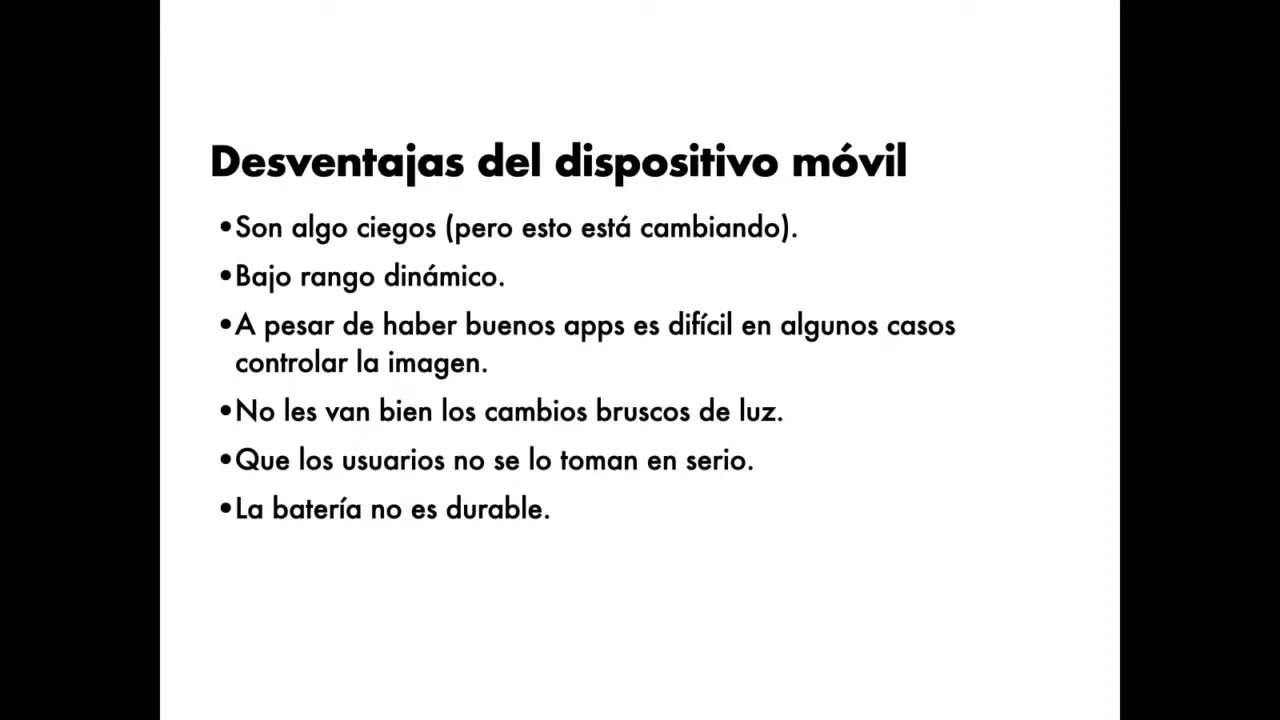 Desventajas del dispositivo móvil
•Son algo ciegos (pero esto está cambiando).
•Bajo rango dinámico.
•A pesar de haber buenos apps es difícil en algunos casos
controlar la imagen.
•No les van bien los cambios bruscos de luz.
•Que los usuarios no se lo toman en serio.
•La batería no es durable.